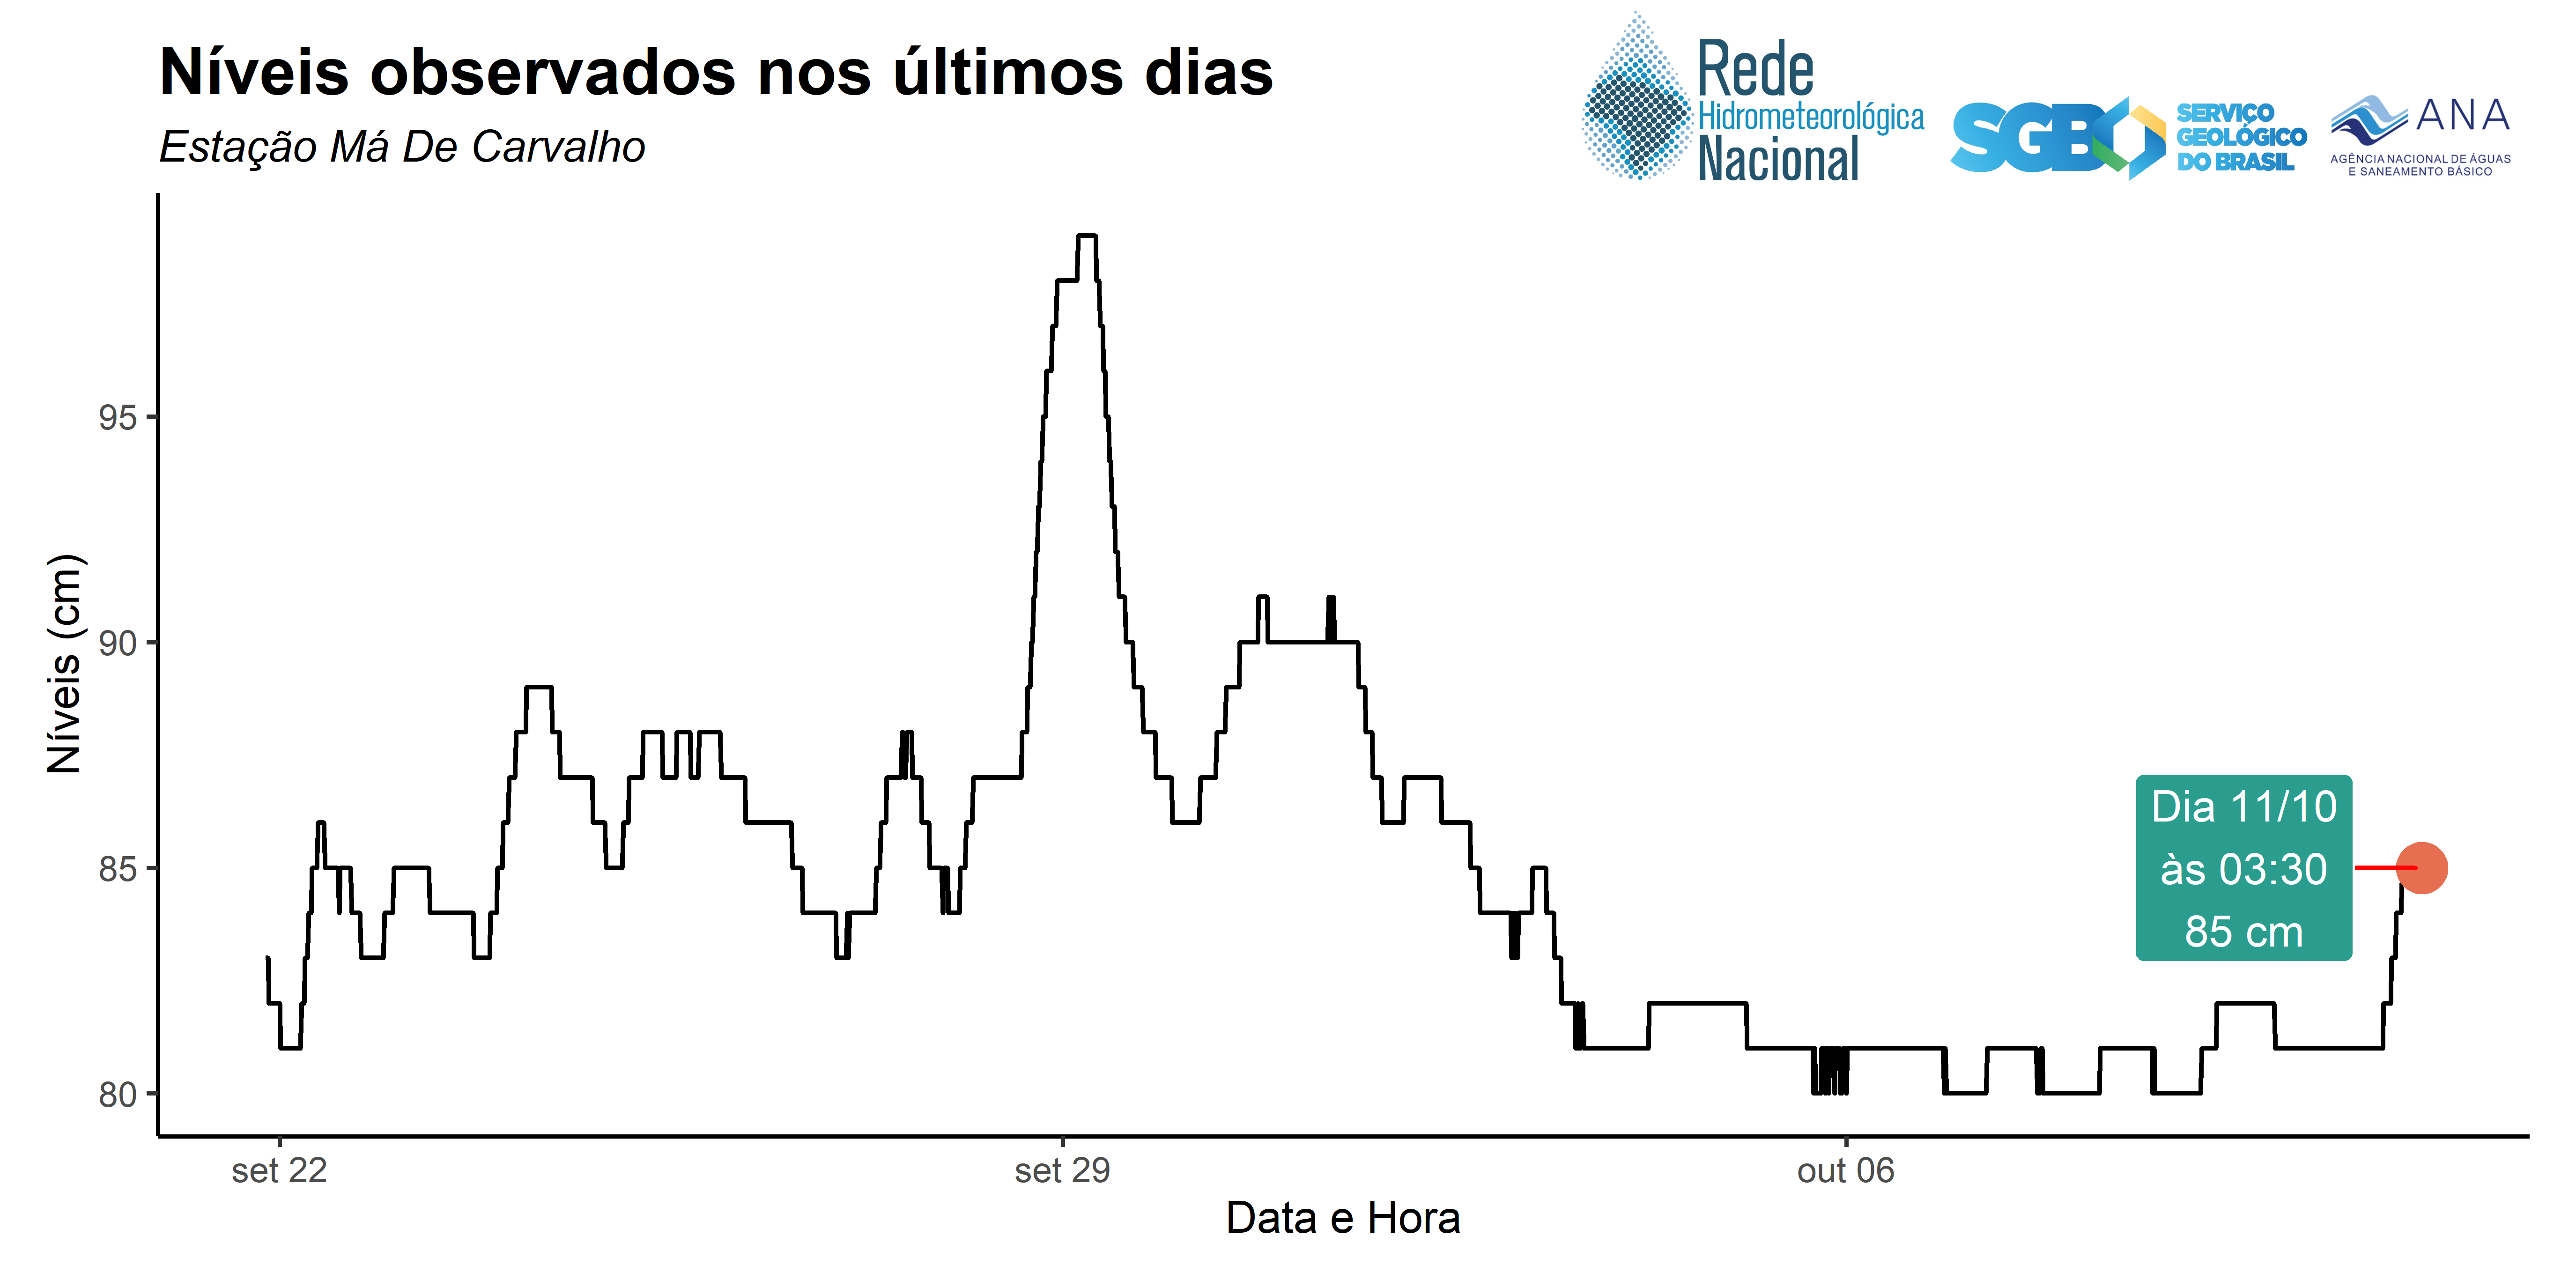 Níveis observados nos últimos dias
Estação Má De Carvalho
Rede
Hidrometeorológica
Nacional
SGB
SERVIÇO
GEOLÓGICO
DO BRASIL
ANA
AGÊNCIA NACIONAL DE ÁGUAS
E SANEAMENTO BÁSICO
Níveis (cm)
95
90
85
80
Dia 11/10
às 03:30
85 cm
set 22
set 29
out 06
Data e Hora